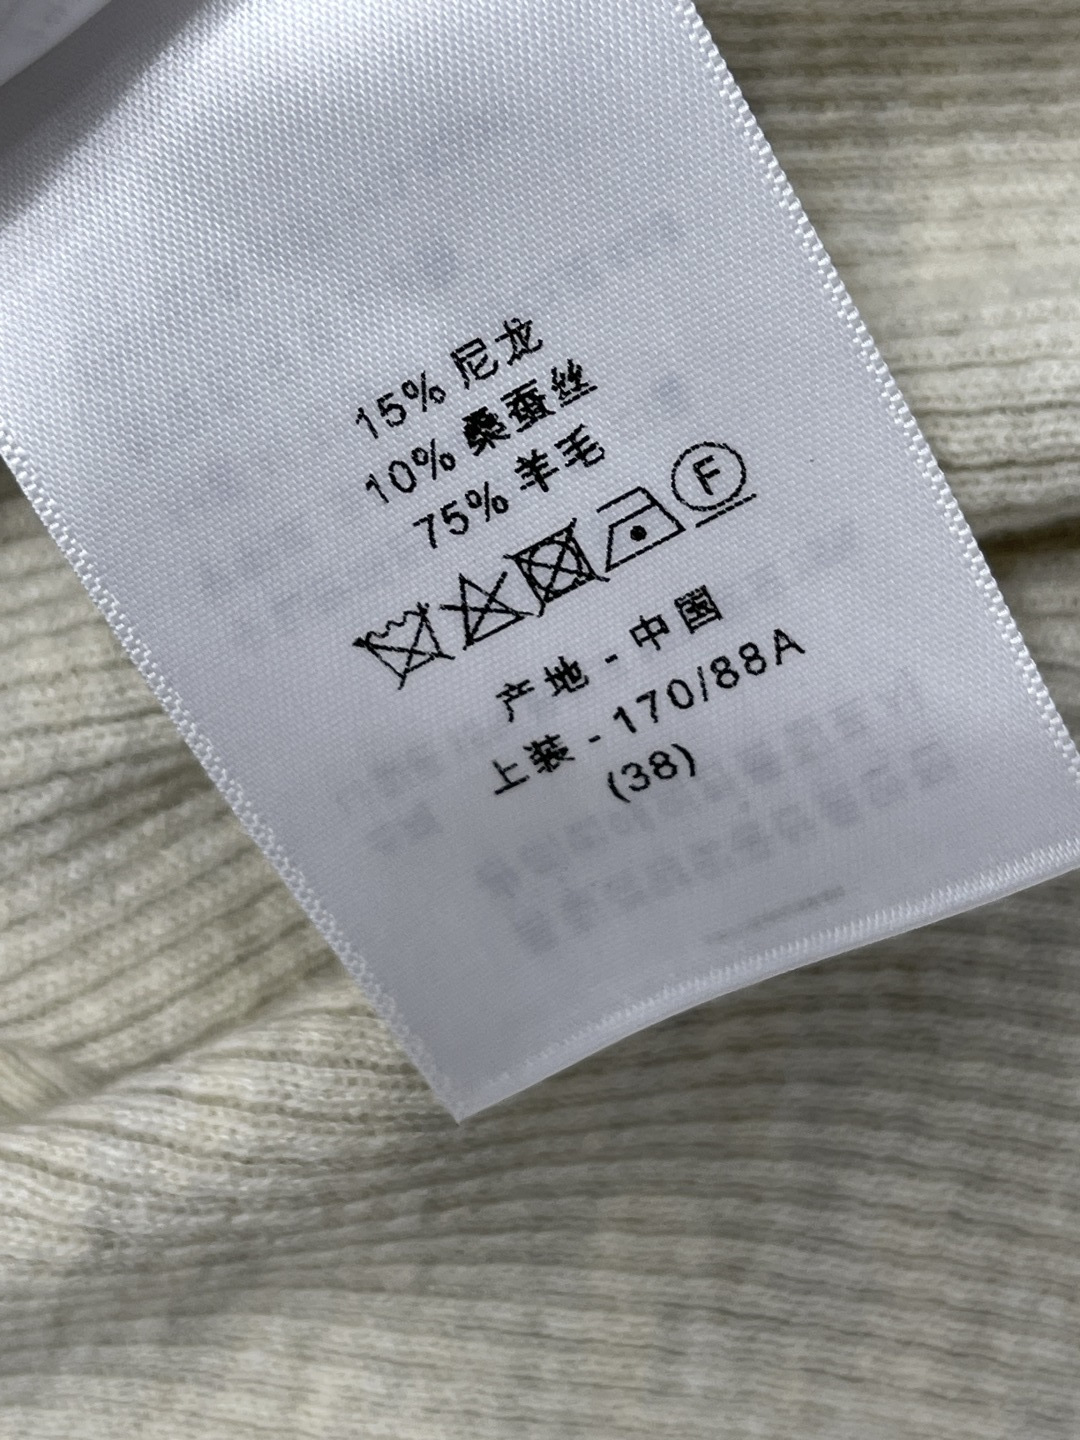 15% 尼龙
10% 桑蚕丝
75% 羊毛
F
产地 - 中国
上装 - 170/88A
(38)